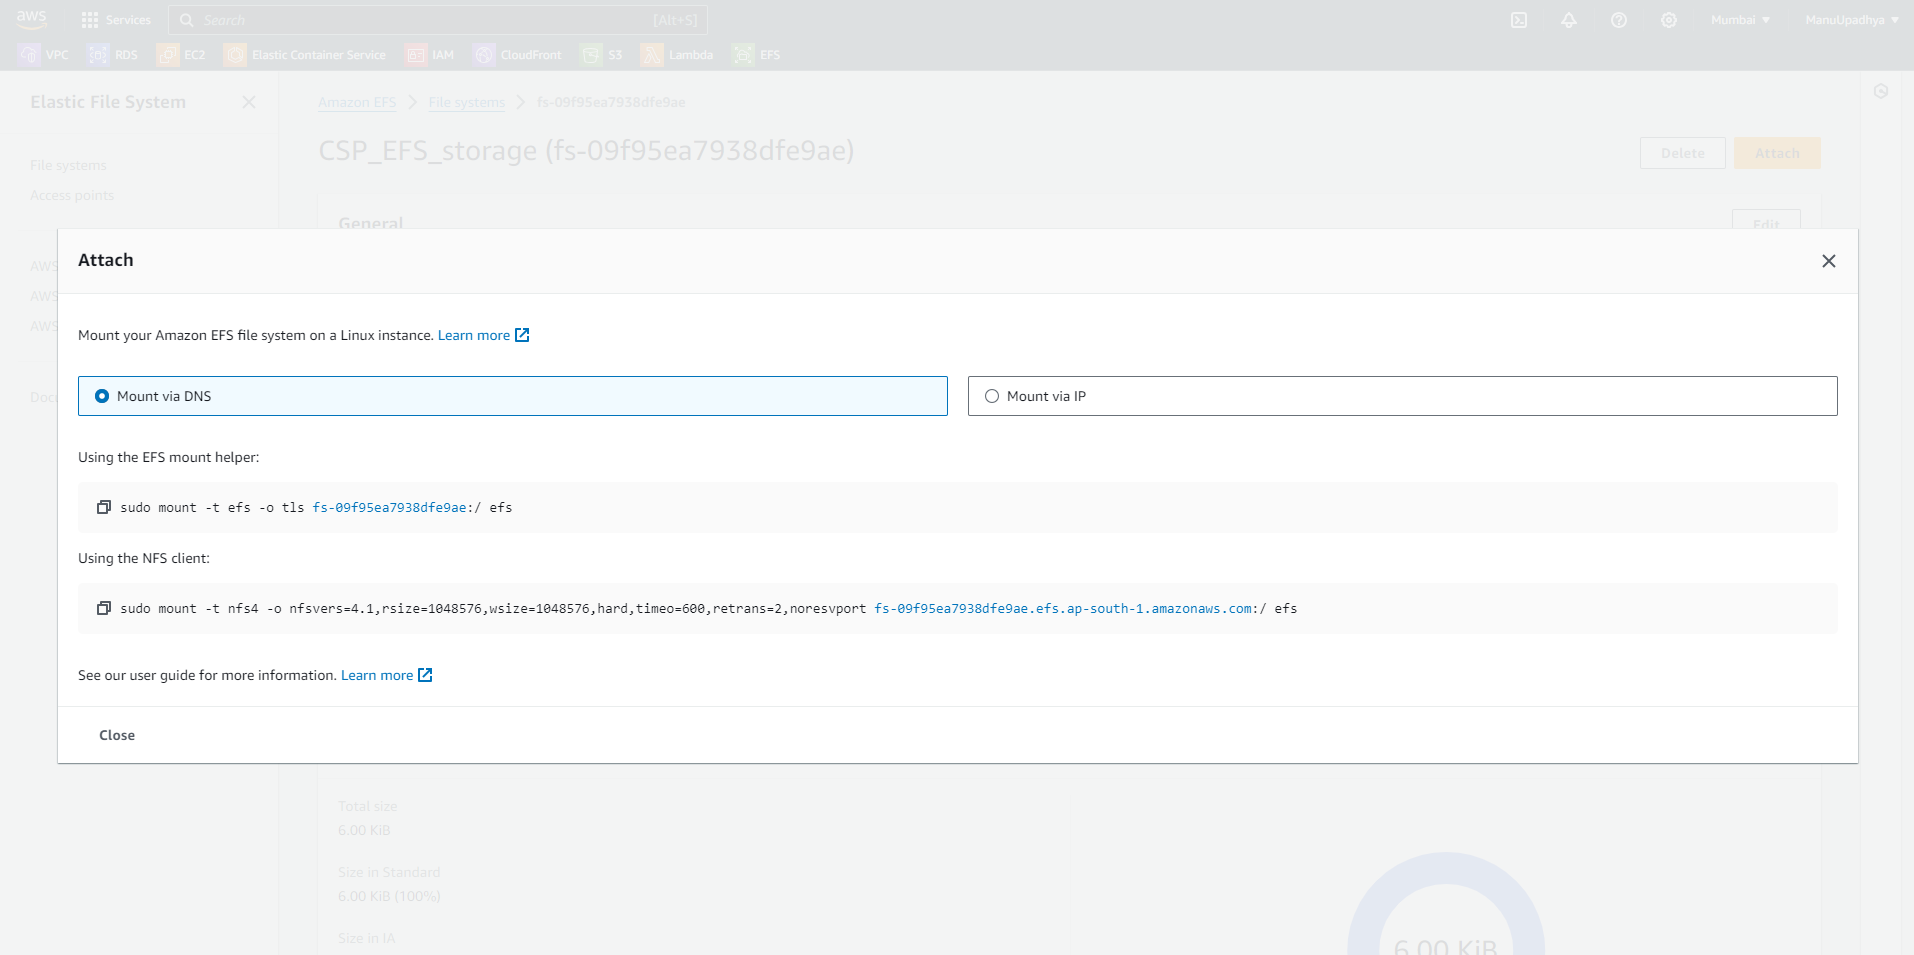 aws
Services
Search
[Alt+S]
Mumbai
ManuUpadhya
VPC
RDS
EC2
Elastic Container Service
IAM
CloudFront
S3
Lambda
EFS
Elastic File System
Amazon EFS
File systems
fs-09f95ea7938dfe9ae
CSP_EFS_storage (fs-09f95ea7938dfe9ae)
Delete
Attach
File systems
Access points
General
Edit
AWS
AWS
AWS
Attach
Mount your Amazon EFS file system on a Linux instance. Learn more
Mount via DNS
Mount via IP
Using the EFS mount helper:
sudo mount -t efs -o tls fs-09f95ea7938dfe9ae:/ efs
Using the NFS client:
sudo mount -t nfs4 -o nfsvers=4.1,rsize=1048576,wsize=1048576,hard,timeo=600,retrans=2,noresvport fs-09f95ea7938dfe9ae.efs.ap-south-1.amazonaws.com:/ efs
See our user guide for more information. Learn more
Close
Total size
6.00 KiB
Size in Standard
6.00 KiB (100%)
Size in IA
6.00 KiB